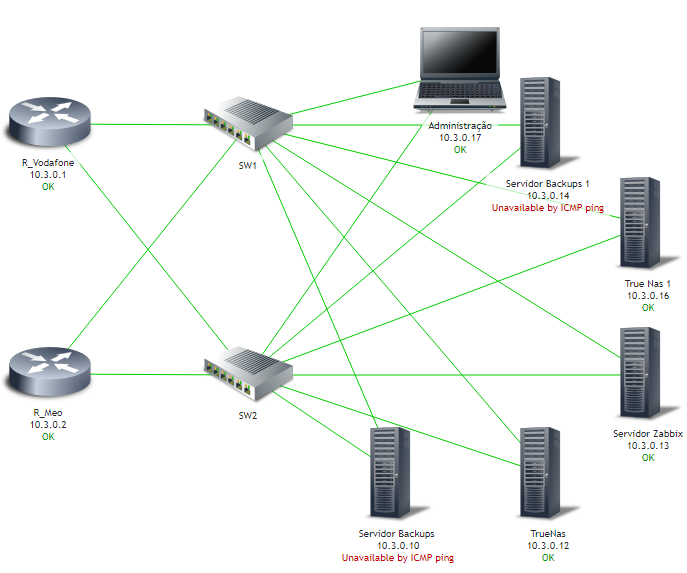 Administração
10.3.0.17
OK
R_Vodafone
10.3.0.1
OK
SW1
Servidor Backups 1
10.3.0.14
Unavailable by ICMP ping
True Nas 1
10.3.0.16
OK
R_Meo
10.3.0.2
OK
SW2
Servidor Zabbix
10.3.0.13
OK
Servidor Backups
10.3.0.10
Unavailable by ICMP ping
TrueNas
10.3.0.12
OK